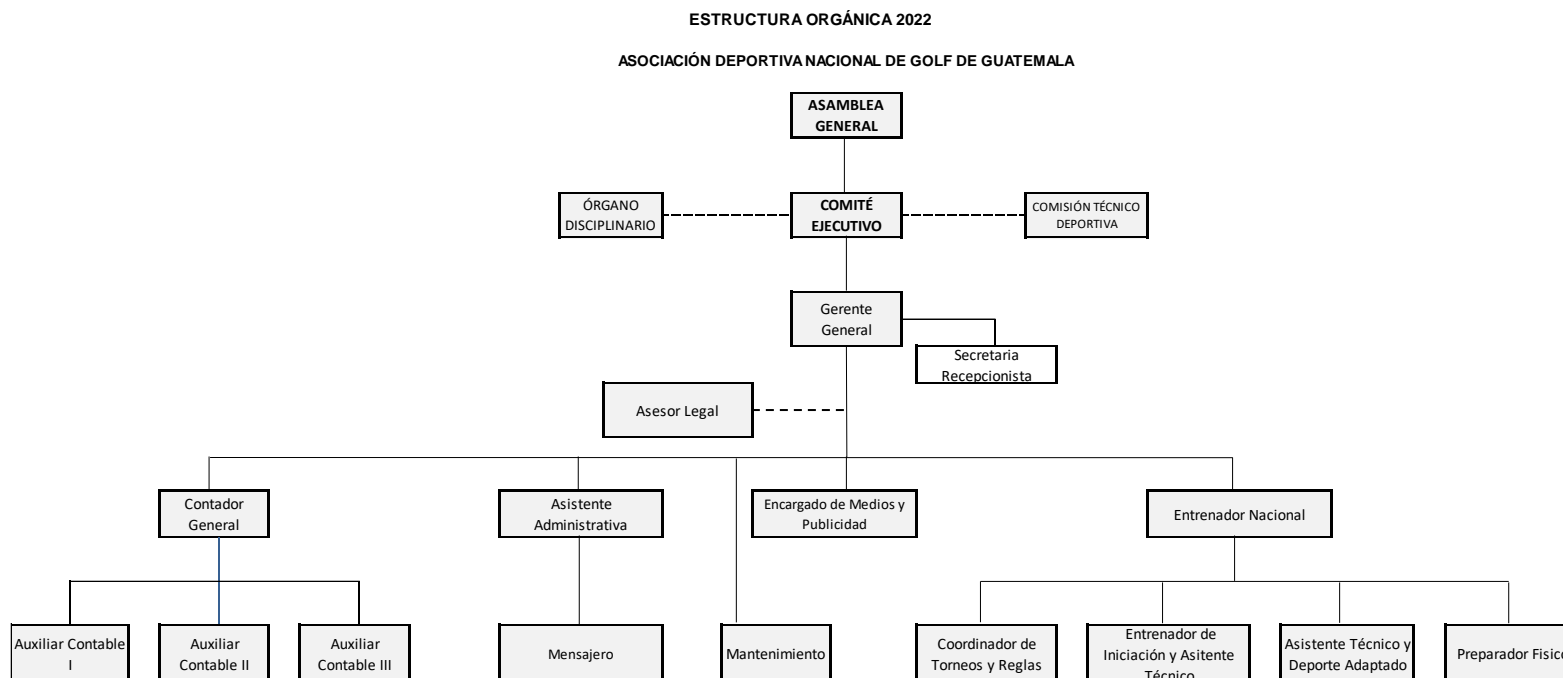 ESTRUCTURA ORGÁNICA 2022
ASOCIACIÓN DEPORTIVA NACIONAL DE GOLF DE GUATEMALA
ASAMBLEA
GENERAL
ÓRGANO
DISCIPLINARIO
COMITÉ
EJECUTIVO
COMISIÓN TÉCNICO
DEPORTIVA
Gerente
General
Secretaria
Recepcionista
Asesor Legal
Contador
General
Asistente
Administrativa
Encargado de Medios y
Publicidad
Entrenador Nacional
Auxiliar Contable
I
Auxiliar
Contable II
Auxiliar
Contable III
Mensajero
Mantenimiento
Coordinador de
Torneos y Reglas
Entrenador de
Iniciación y Asitente
Técnico
Asistente Técnico y
Deporte Adaptado
Preparador Fisico